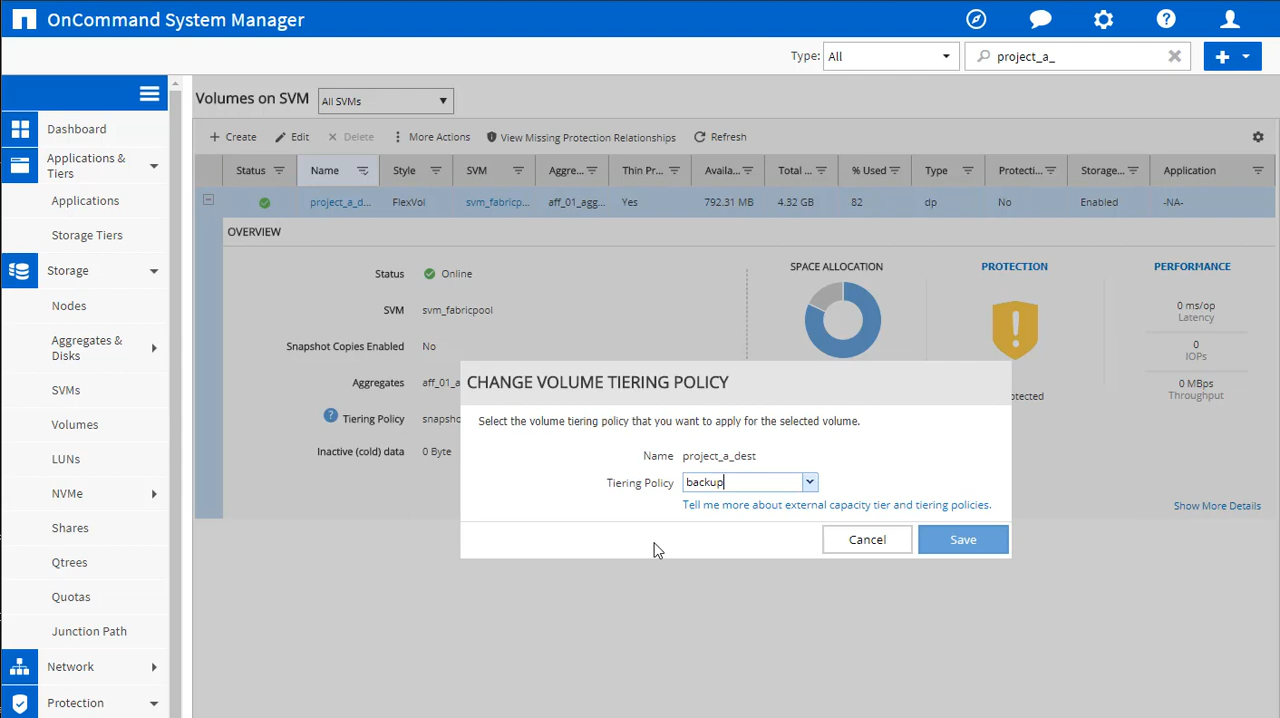 OnCommand System Manager
Type: All project_a_
Volumes on SVM All SVMs
Create Edit Delete More Actions View Missing Protection Relationships Refresh
Status Name Style SVM Aggre... Thin Pr... Availa... Total ... % Used Type Protecti... Storage... Application
project_a_d... FlexVol svm_fabricp... aff_01_agg... Yes 792.31 MB 4.32 GB 82 dp No Enabled -NA-
OVERVIEW
Status Online
SVM svm_fabricpool
Snapshot Copies Enabled No
Aggregates aff_01_a
Tiering Policy snapsho
Inactive (cold) data 0 Byte
SPACE ALLOCATION
PROTECTION
otected
PERFORMANCE
0 ms/op
Latency
0
IOPs
0 MBps
Throughput
Show More Details
CHANGE VOLUME TIERING POLICY
Select the volume tiering policy that you want to apply for the selected volume.
Name project_a_dest
Tiering Policy backup
Tell me more about external capacity tier and tiering policies.
Cancel Save
Dashboard
Applications &
Tiers
Applications
Storage Tiers
Storage
Nodes
Aggregates &
Disks
SVMs
Volumes
LUNs
NVMe
Shares
Qtrees
Quotas
Junction Path
Network
Protection